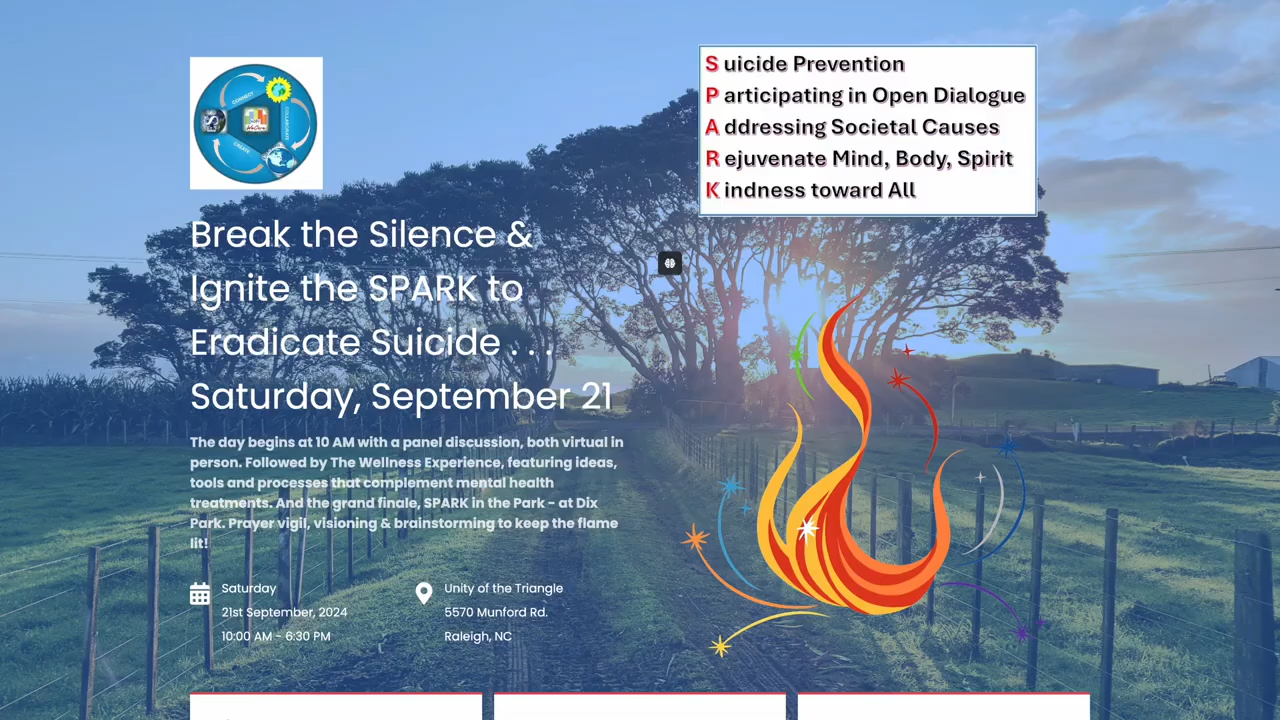 CONNECT
COLLABORATE
CREATE
Suicide Prevention
Participating in Open Dialogue
Addressing Societal Causes
Rejuvenate Mind, Body, Spirit
Kindness toward All
Break the Silence &
Ignite the SPARK to
Eradicate Suicide . . .
Saturday, September 21
The day begins at 10 AM with a panel discussion, both virtual in
person. Followed by The Wellness Experience, featuring ideas,
tools and processes that complement mental health
treatments. And the grand finale, SPARK in the Park - at Dix
Park. Prayer vigil, visioning & brainstorming to keep the flame
lit!
Saturday
21st September, 2024
10:00 AM - 6:30 PM
Unity of the Triangle
5570 Munford Rd.
Raleigh, NC